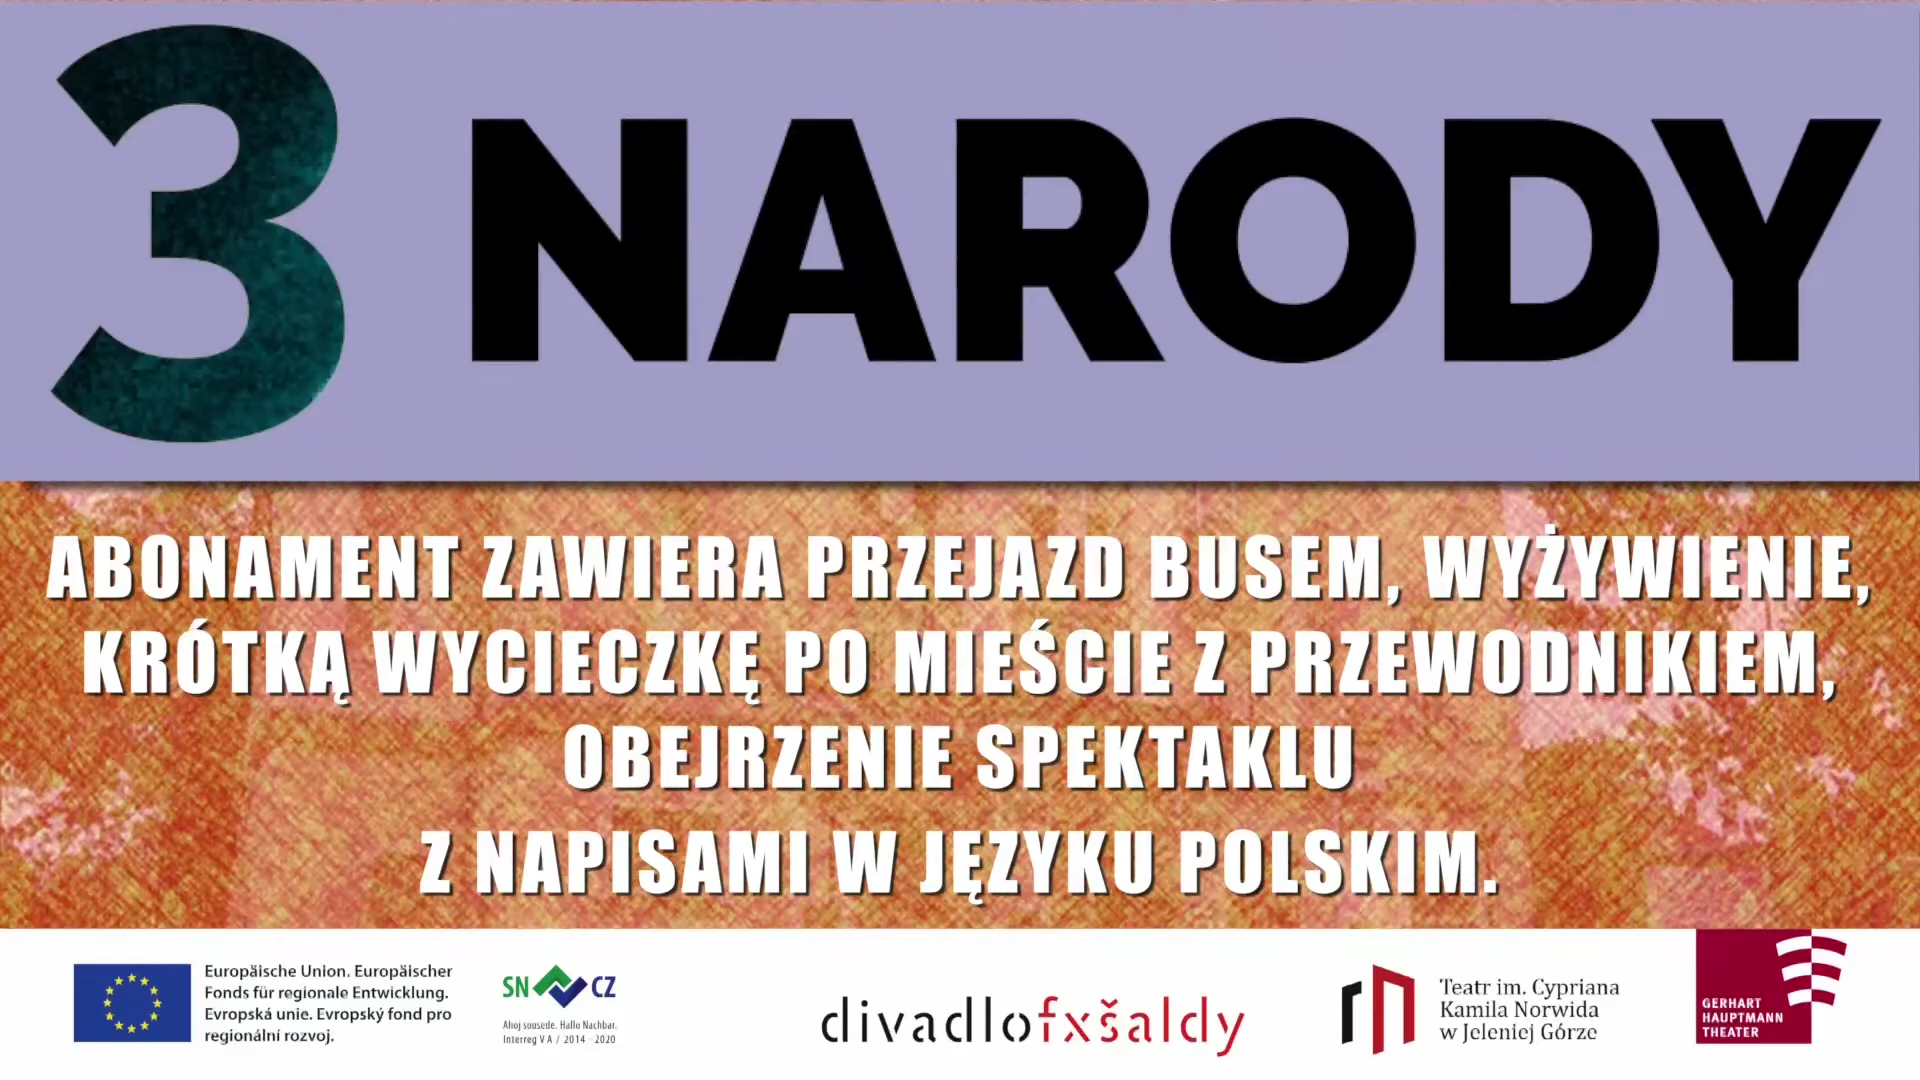 3 NARODY
ABONAMENT ZAWIERA PRZEJAZD BUSEM, WYŻYWIENIE,
KRÓTKĄ WYCIECZKĘ PO MIEŚCIE Z PRZEWODNIKIEM,
OBEJRZENIE SPEKTAKLU
Z NAPISAMI W JĘZYKU POLSKIM.
Europäische Union. Europäischer
Fonds für regionale Entwicklung.
Evropská unie. Evropský fond pro
regionální rozvoj.
SN CZ
Ahoj sousede. Hallo Nachbar.
Interreg V A / 2014 - 2020
divadlofxšaldy
Teatr im. Cypriana
Kamila Norwida
w Jeleniej Górze
GERHART
HAUPTMANN
THEATER